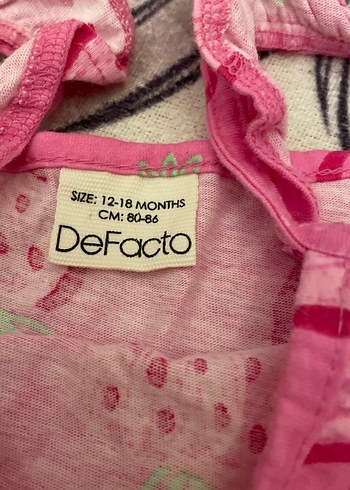 SIZE: 12-18 MONTHS
CM: 80-86
DeFacto